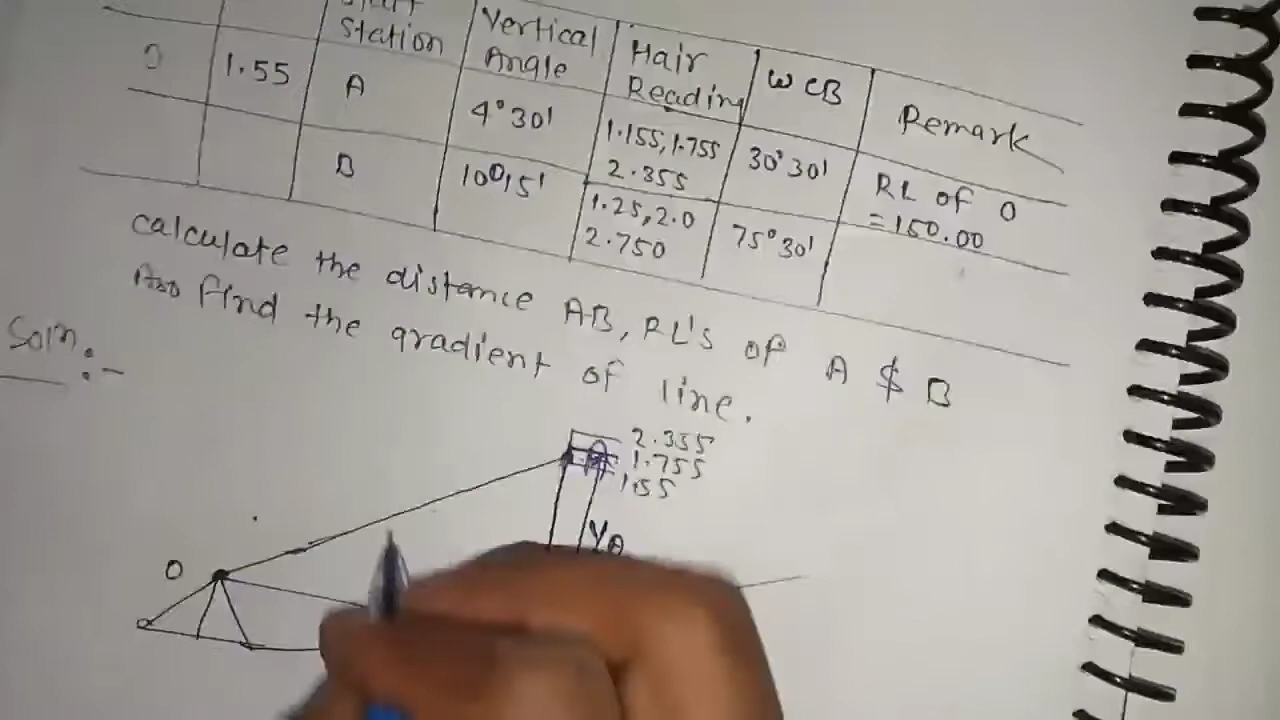 Station Vertical Angle Hair Reading WCB Remark
1.55 A 4°30' 1.155, 1.755 2.355 30°30' RL of O = 150.00
B 10°15' 1.25, 2.0 2.750 75°30'
calculate the distance AB, RL's of A $ B
find the gradient of line.
Soln:-
2.355
1.755
1.55
O